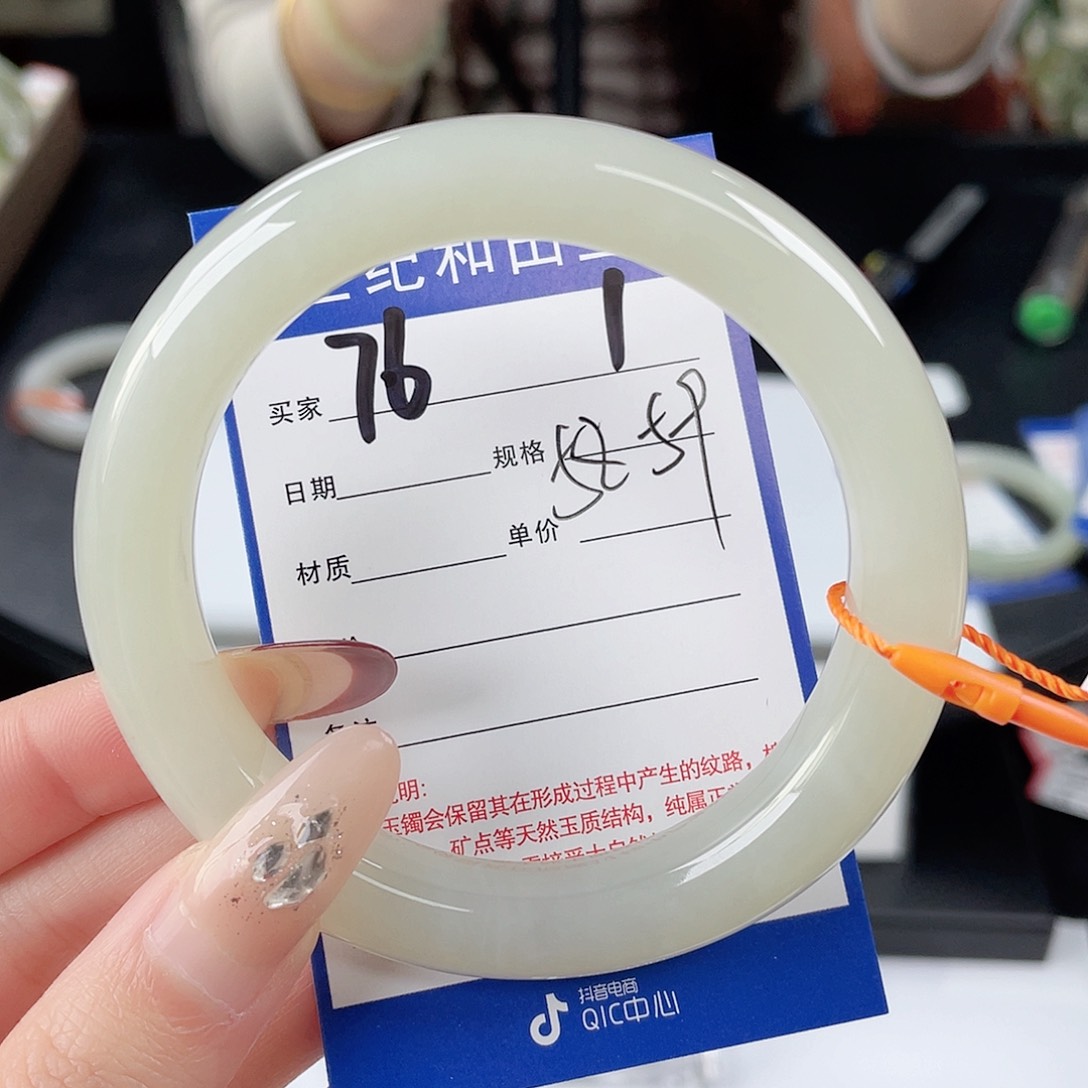 纪和田
买家 76 1
日期 规格
材质 单价
明:
玉镯会保留其在形成过程中产生的纹路,
矿点等天然玉质结构,纯属正
抖音电商
QIC中心